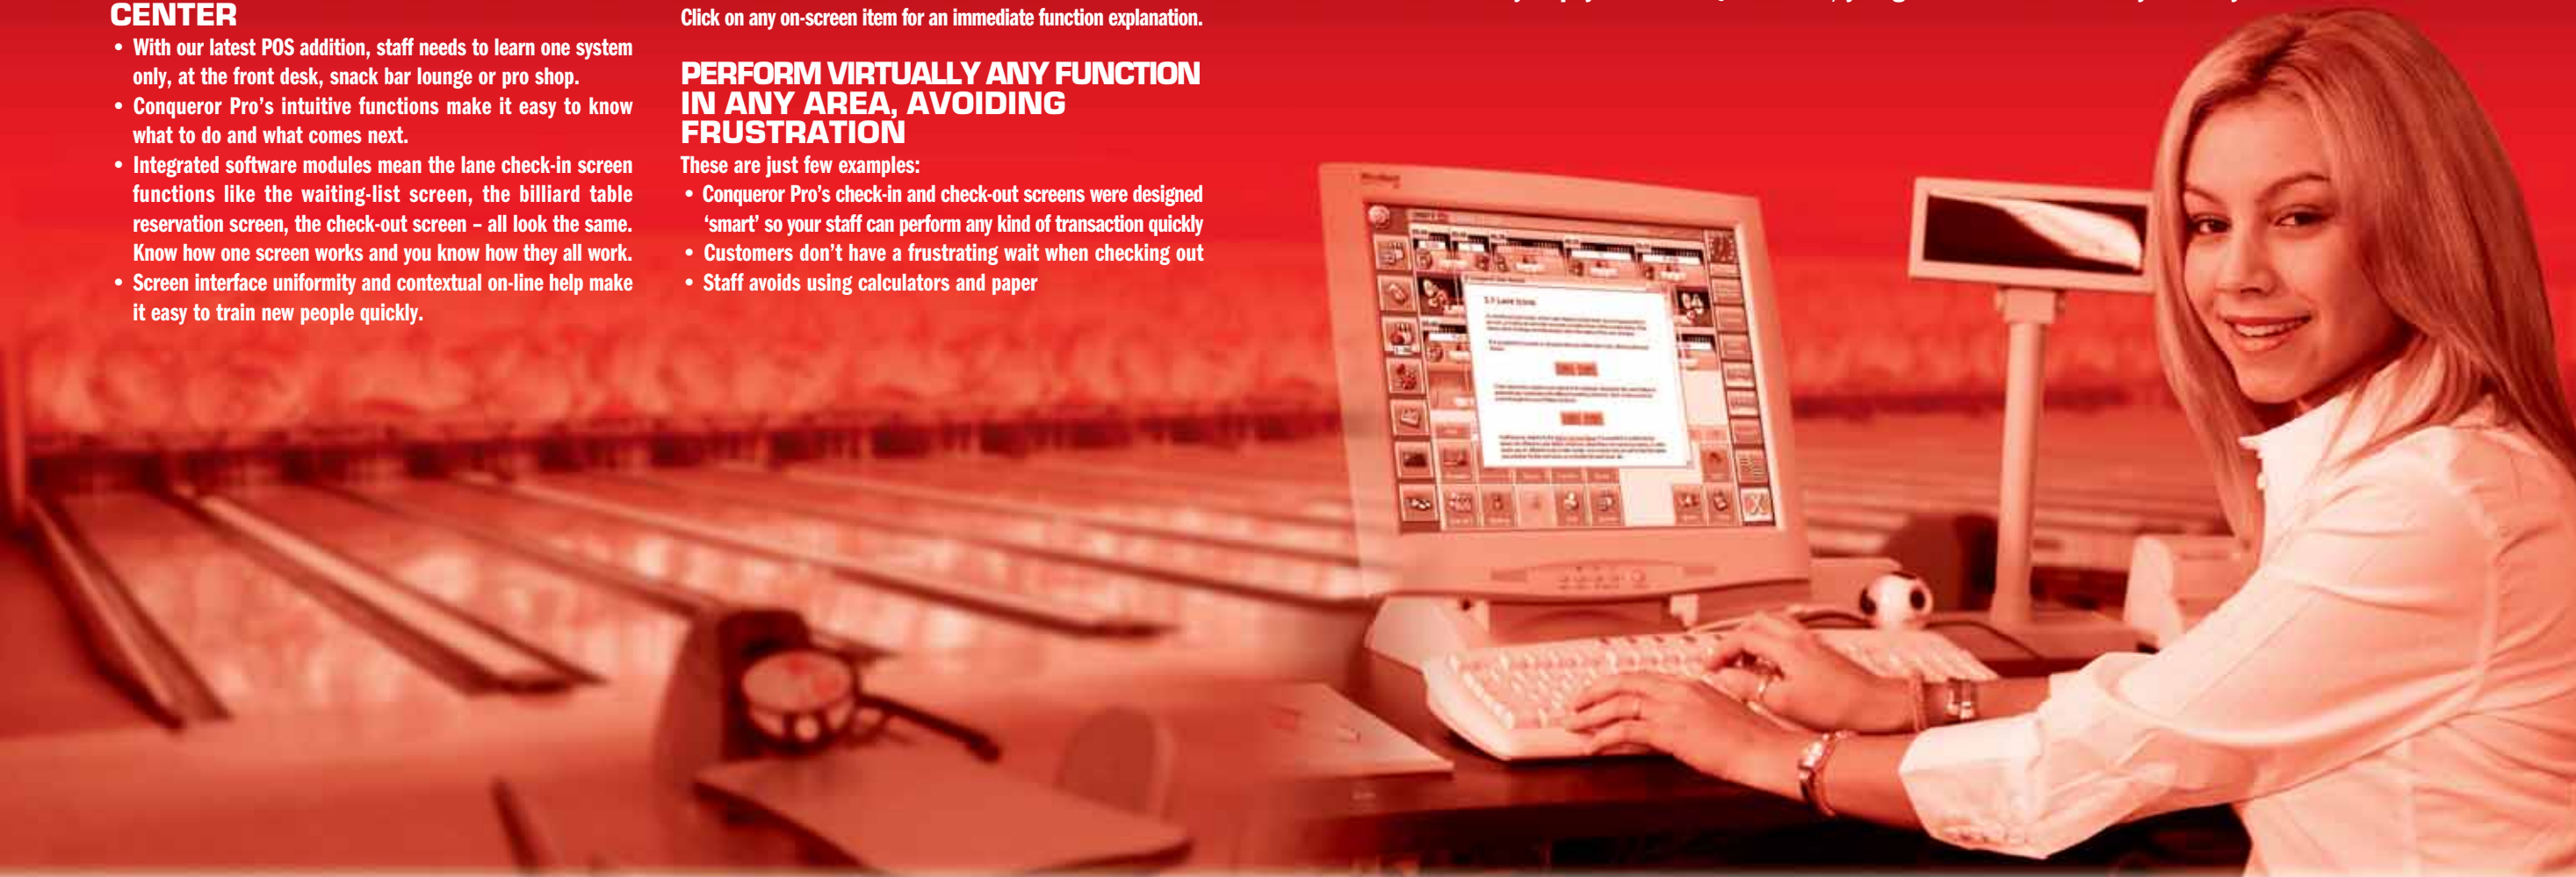 CENTER
• With our latest POS addition, staff needs to learn one system
only, at the front desk, snack bar lounge or pro shop.
• Conqueror Pro’s intuitive functions make it easy to know
what to do and what comes next.
• Integrated software modules mean the lane check-in screen
functions like the waiting-list screen, the billiard table
reservation screen, the check-out screen – all look the same.
Know how one screen works and you know how they all work.
• Screen interface uniformity and contextual on-line help make
it easy to train new people quickly.
Click on any on-screen item for an immediate function explanation.
PERFORM VIRTUALLY ANY FUNCTION
IN ANY AREA, AVOIDING
FRUSTRATION
These are just few examples:
• Conqueror Pro’s check-in and check-out screens were designed
‘smart’ so your staff can perform any kind of transaction quickly
• Customers don’t have a frustrating wait when checking out
• Staff avoids using calculators and paper